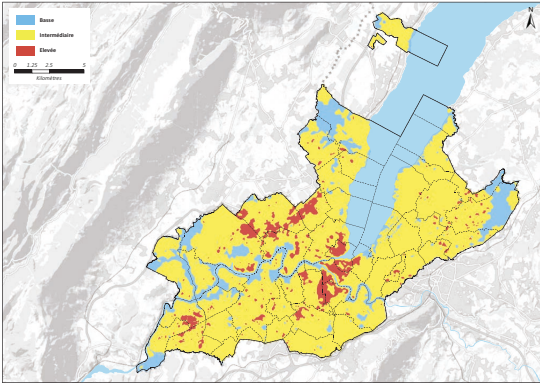 Basse
Intermédiaire
Elevée
0 1.25 2.5 5
Kilomètres
N